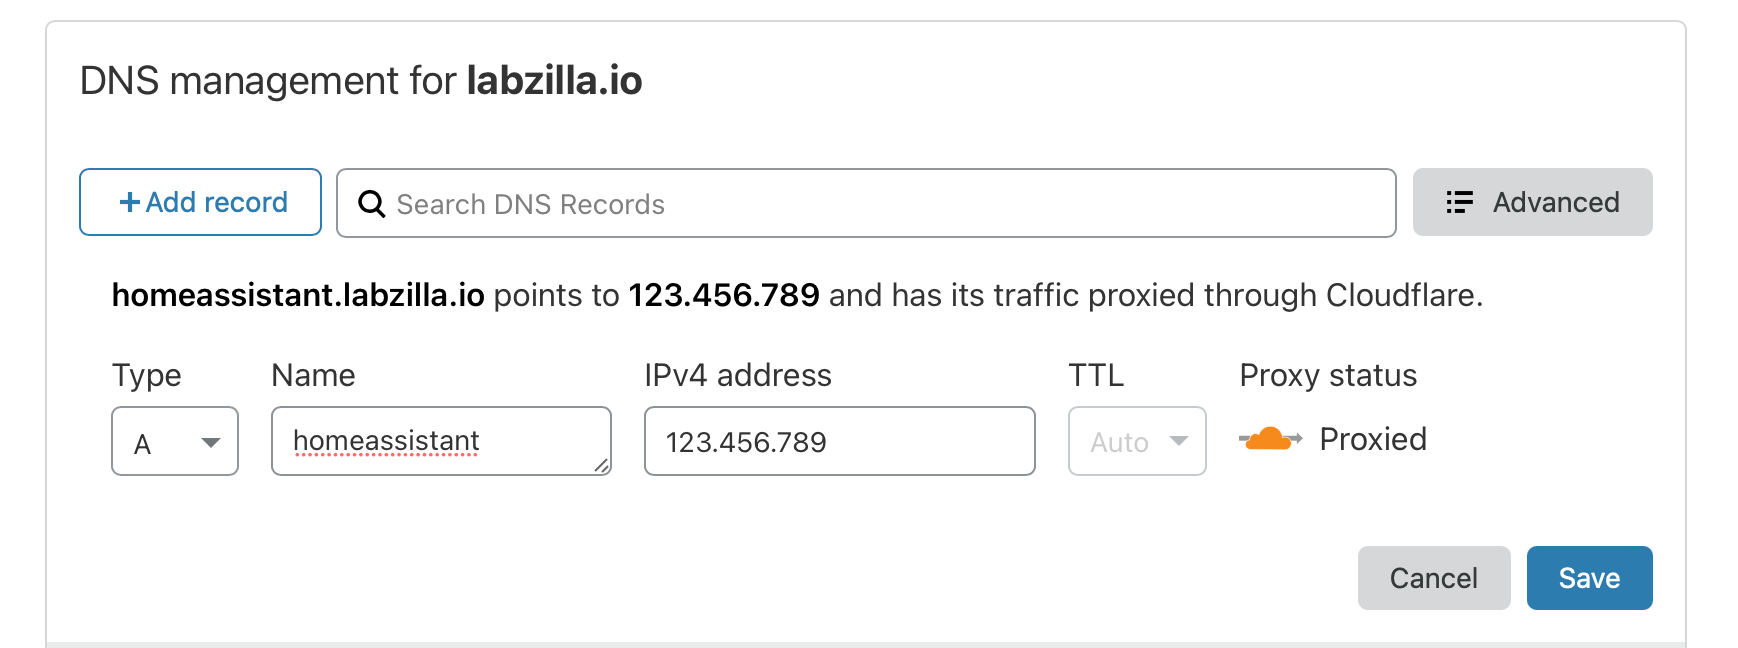 DNS management for labzilla.io
+ Add record
Search DNS Records
Advanced
homeassistant.labzilla.io points to 123.456.789 and has its traffic proxied through Cloudflare.
Type Name IPv4 address TTL Proxy status
A homeassistant 123.456.789 Auto Proxied
Cancel Save